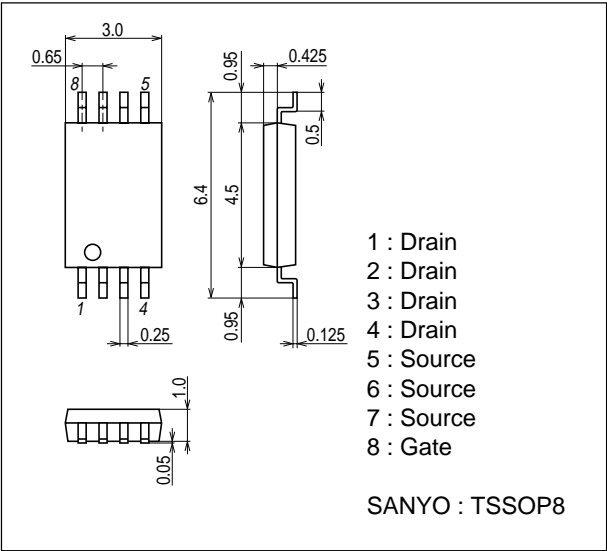 3.0
0.65
8
5
0.95
0.425
0.5
6.4
4.5
1
4
0.25
0.95
0.125
1.0
0.05
1 : Drain
2 : Drain
3 : Drain
4 : Drain
5 : Source
6 : Source
7 : Source
8 : Gate
SANYO : TSSOP8